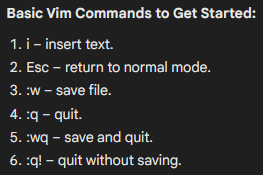 Basic Vim Commands to Get Started:
1. i – insert text.
2. Esc – return to normal mode.
3. :w – save file.
4. :q – quit.
5. :wq – save and quit.
6. :q! – quit without saving.